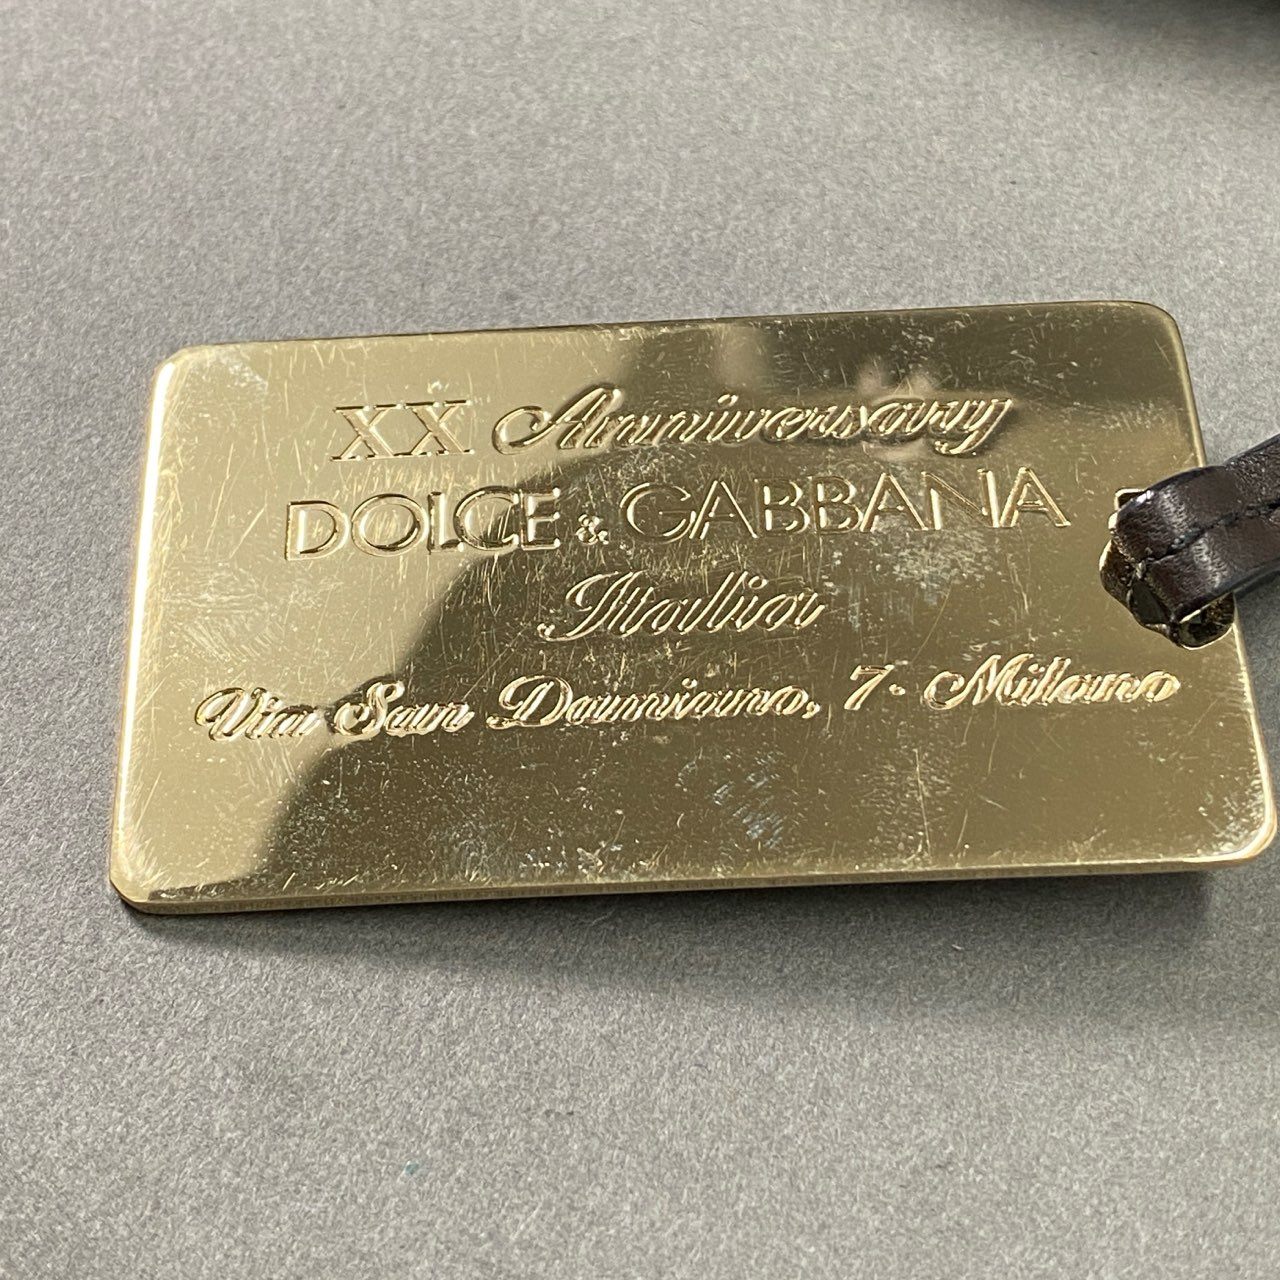 XX Anniversary
DOLCE & GABBANA
Italia
Via San Damiano, 7- Milano